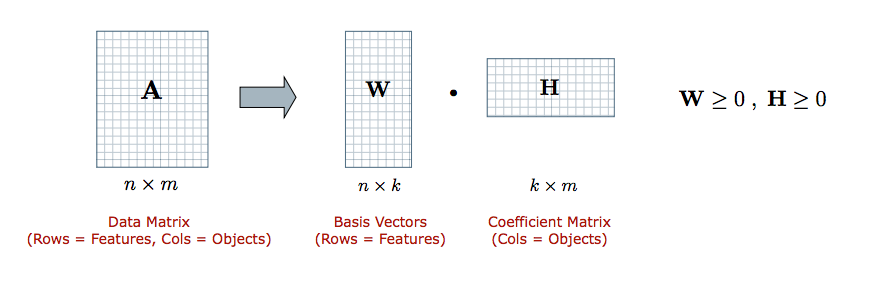 A
W
•
H
W ≥ 0 , H ≥ 0
n × m
n × k
k × m
Data Matrix
(Rows = Features, Cols = Objects)
Basis Vectors
(Rows = Features)
Coefficient Matrix
(Cols = Objects)